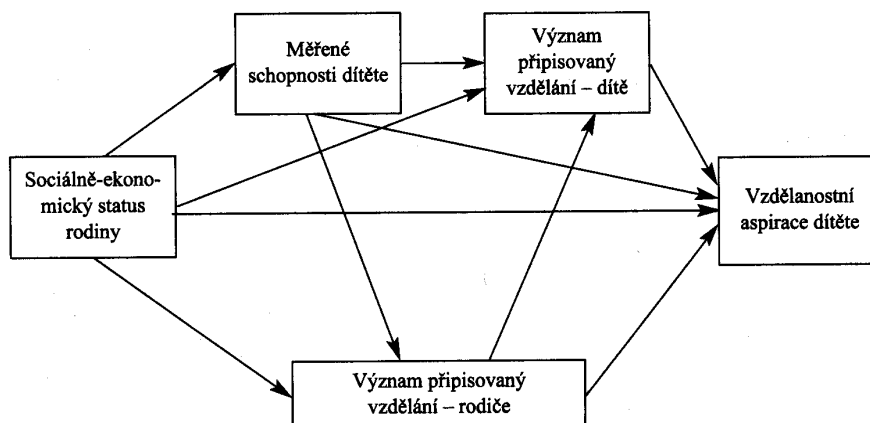 Měřené
schopnosti dítěte
Význam
připisovaný
vzdělání – dítě
Sociálně-ekono-
mický status
rodiny
Vzdělanostní
aspirace dítěte
Význam připisovaný
vzdělání – rodiče